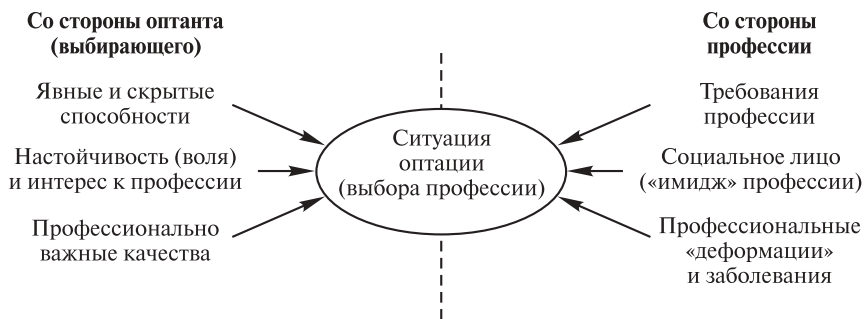 Со стороны оптанта
(выбирающего)
Явные и скрытые
способности
Настойчивость (воля)
и интерес к профессии
Профессионально
важные качества
Ситуация
оптации
(выбора профессии)
Со стороны
профессии
Требования
профессии
Социальное лицо
(«имидж» профессии)
Профессиональные
«деформации»
и заболевания